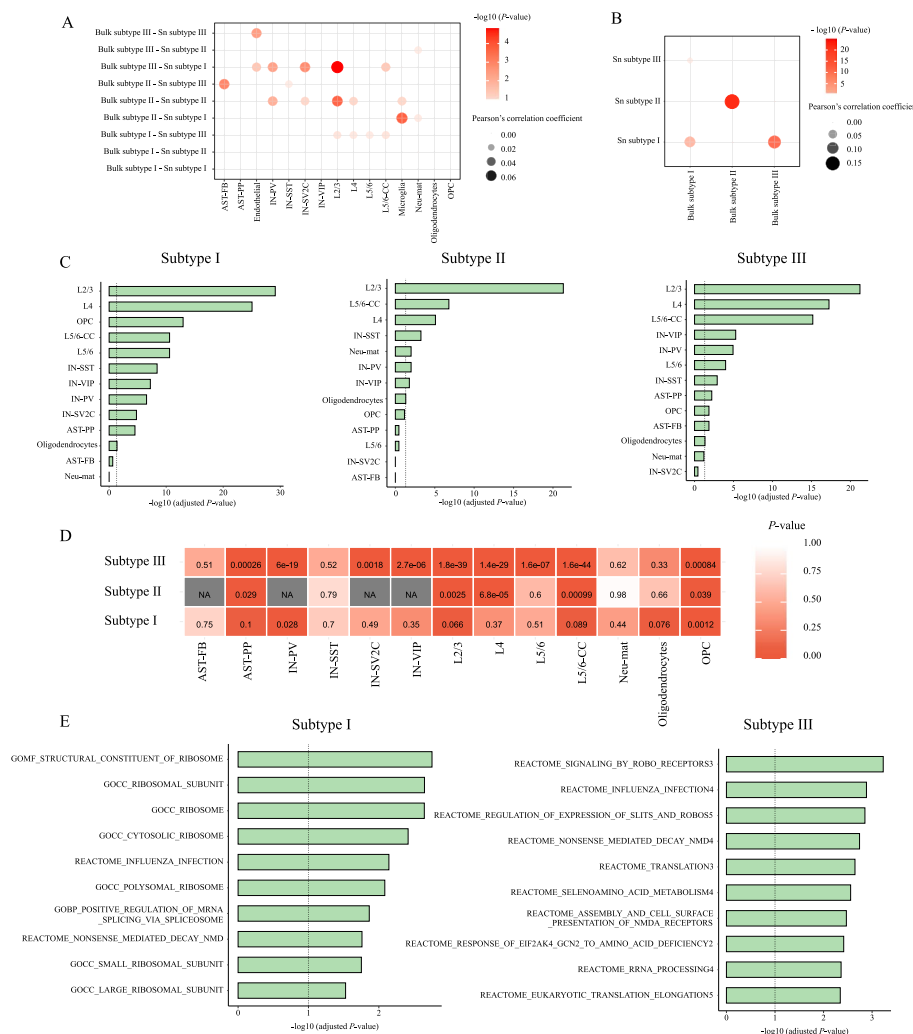 A
Bulk subtype III - Sn subtype III
Bulk subtype III - Sn subtype II
Bulk subtype III - Sn subtype I
Bulk subtype II - Sn subtype III
Bulk subtype II - Sn subtype II
Bulk subtype II - Sn subtype I
Bulk subtype I - Sn subtype III
Bulk subtype I - Sn subtype II
Bulk subtype I - Sn subtype I
AST-FB
AST-PP
Endothelial
IN-PV
IN-SST
IN-SV2C
IN-VIP
L2/3
L4
L5/6
L5/6-CC
Microglia
Neu-mat
Oligodendrocytes
OPC
-log10 (P-value)
4
3
2
1
Pearson's correlation coefficient
0.00
0.02
0.04
0.06
B
Sn subtype III
Sn subtype II
Sn subtype I
Bulk subtype I
Bulk subtype II
Bulk subtype III
- log10 (P-value)
20
15
10
5
Pearson's correlation coefficient
0.00
0.05
0.10
0.15
C
Subtype I
L2/3
L4
OPC
L5/6-CC
L5/6
IN-SST
IN-VIP
IN-PV
IN-SV2C
AST-PP
Oligodendrocytes
AST-FB
Neu-mat
0 10 20 30
-log10 (adjusted P-value)
Subtype II
L2/3
L5/6-CC
L4
IN-SST
Neu-mat
IN-PV
IN-VIP
Oligodendrocytes
OPC
AST-PP
L5/6
IN-SV2C
AST-FB
0 5 10 15 20
-log10 (adjusted P-value)
Subtype III
L2/3
L4
L5/6-CC
IN-VIP
IN-PV
L5/6
IN-SST
AST-PP
OPC
AST-FB
Oligodendrocytes
Neu-mat
IN-SV2C
0 5 10 15 20
-log10 (adjusted P-value)
D
Subtype III 0.51 0.00026 6e-19 0.52 0.0018 2.7e-06 1.8e-39 1.4e-29 1.6e-07 1.6e-44 0.62 0.33 0.00084
Subtype II NA 0.029 NA 0.79 NA NA 0.0025 6.8e-05 0.6 0.00099 0.98 0.66 0.039
Subtype I 0.75 0.1 0.028 0.7 0.49 0.35 0.066 0.37 0.51 0.089 0.44 0.076 0.0012
AST-FB
AST-PP
IN-PV
IN-SST
IN-SV2C
IN-VIP
L2/3
L4
L5/6
L5/6-CC
Neu-mat
Oligodendrocytes
OPC
P-value
1.00
0.75
0.50
0.25
0.00
E
Subtype I
GOMF_STRUCTURAL_CONSTITUENT_OF_RIBOSOME
GOCC_RIBOSOMAL_SUBUNIT
GOCC_RIBOSOME
GOCC_CYTOSOLIC_RIBOSOME
REACTOME_INFLUENZA_INFECTION
GOCC_POLYSOMAL_RIBOSOME
GOBP_POSITIVE_REGULATION_OF_MRNA
_SPLICING_VIA_SPLICEOSOME
REACTOME_NONSENSE_MEDIATED_DECAY_NMD
GOCC_SMALL_RIBOSOMAL_SUBUNIT
GOCC_LARGE_RIBOSOMAL_SUBUNIT
0 1 2
-log10 (adjusted P-value)
Subtype III
REACTOME_SIGNALING_BY_ROBO_RECEPTORS3
REACTOME_INFLUENZA_INFECTION4
REACTOME_REGULATION_OF_EXPRESSION_OF_SLITS_AND_ROBOS5
REACTOME_NONSENSE_MEDIATED_DECAY_NMD4
REACTOME_TRANSLATION3
REACTOME_SELENOAMINO_ACID_METABOLISM4
REACTOME_ASSEMBLY_AND_CELL_SURFACE
_PRESENTATION_OF_NMDA_RECEPTORS
REACTOME_RESPONSE_OF_EIF2AK4_GCN2_TO_AMINO_ACID_DEFICIENCY2
REACTOME_RRNA_PROCESSING4
REACTOME_EUKARYOTIC_TRANSLATION_ELONGATION5
0 1 2 3
-log10 (adjusted P-value)